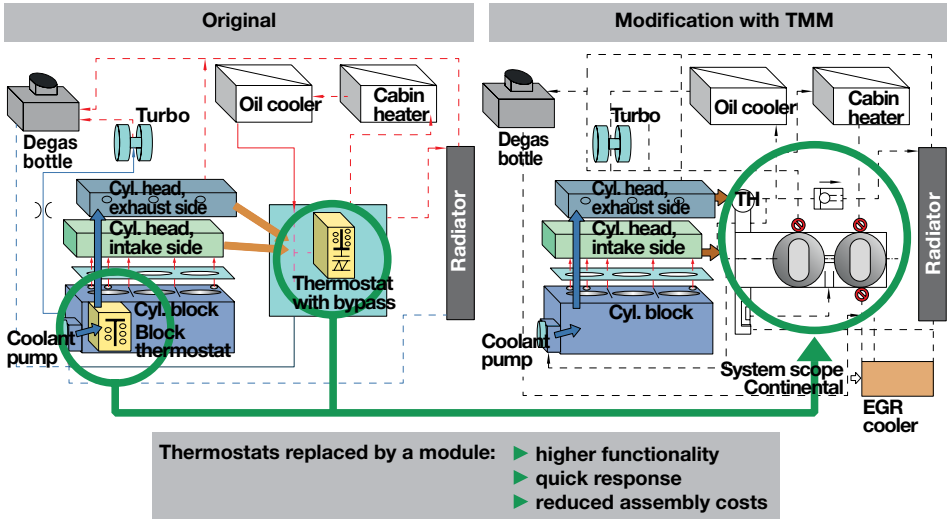 Original
Modification with TMM
Degas
bottle
Turbo
Oil cooler
Cabin
heater
Cyl. head,
exhaust side
Cyl. head,
intake side
Thermostat
with bypass
Radiator
Cyl. block
Block
thermostat
Coolant
pump
Degas
bottle
Turbo
Oil cooler
Cabin
heater
Cyl. head,
exhaust side
Cyl. head,
intake side
TH
Radiator
Cyl. block
Coolant
pump
System scope
Continental
EGR
cooler
Thermostats replaced by a module:
higher functionality
quick response
reduced assembly costs